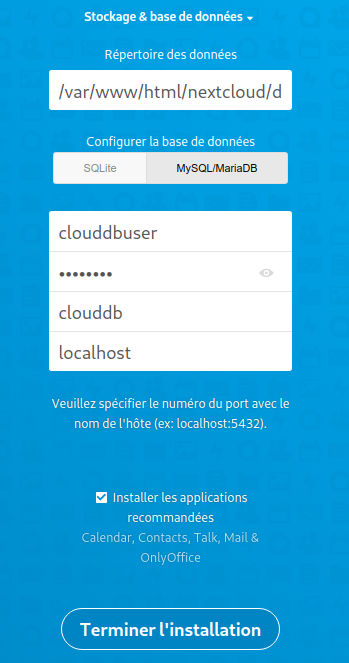 Stockage & base de données
Répertoire des données
/var/www/html/nextcloud/d
Configurer la base de données
SQLite MySQL/MariaDB
clouddbuser
••••••••
clouddb
localhost
Veuillez spécifier le numéro du port avec le
nom de l'hôte (ex: localhost:5432).
Installer les applications
recommandées
Calendar, Contacts, Talk, Mail &
OnlyOffice
Terminer l'installation